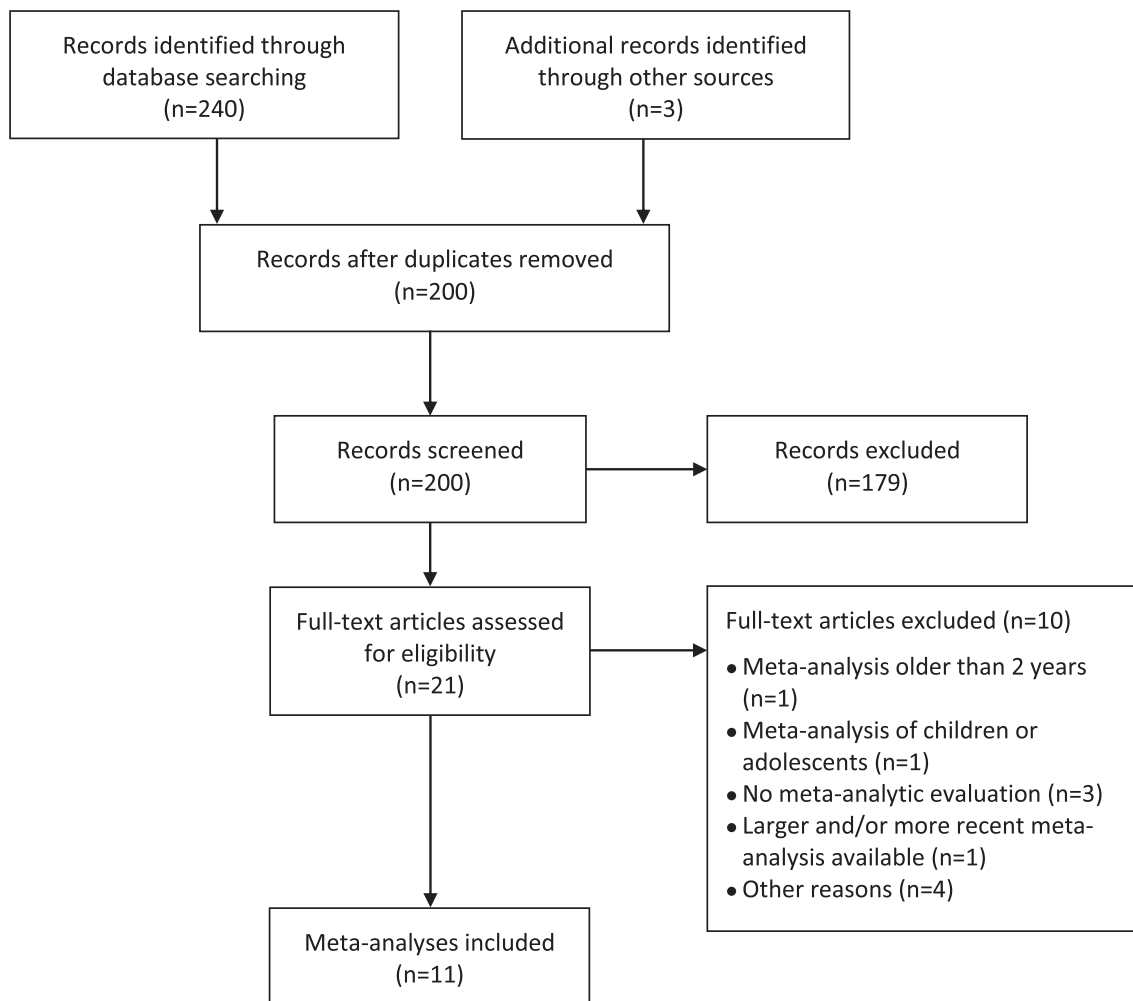 Records identified through
database searching
(n=240)
Additional records identified
through other sources
(n=3)
Records after duplicates removed
(n=200)
Records screened
(n=200)
Records excluded
(n=179)
Full-text articles assessed
for eligibility
(n=21)
Full-text articles excluded (n=10)
• Meta-analysis older than 2 years
(n=1)
• Meta-analysis of children or
adolescents (n=1)
• No meta-analytic evaluation (n=3)
• Larger and/or more recent meta-
analysis available (n=1)
• Other reasons (n=4)
Meta-analyses included
(n=11)